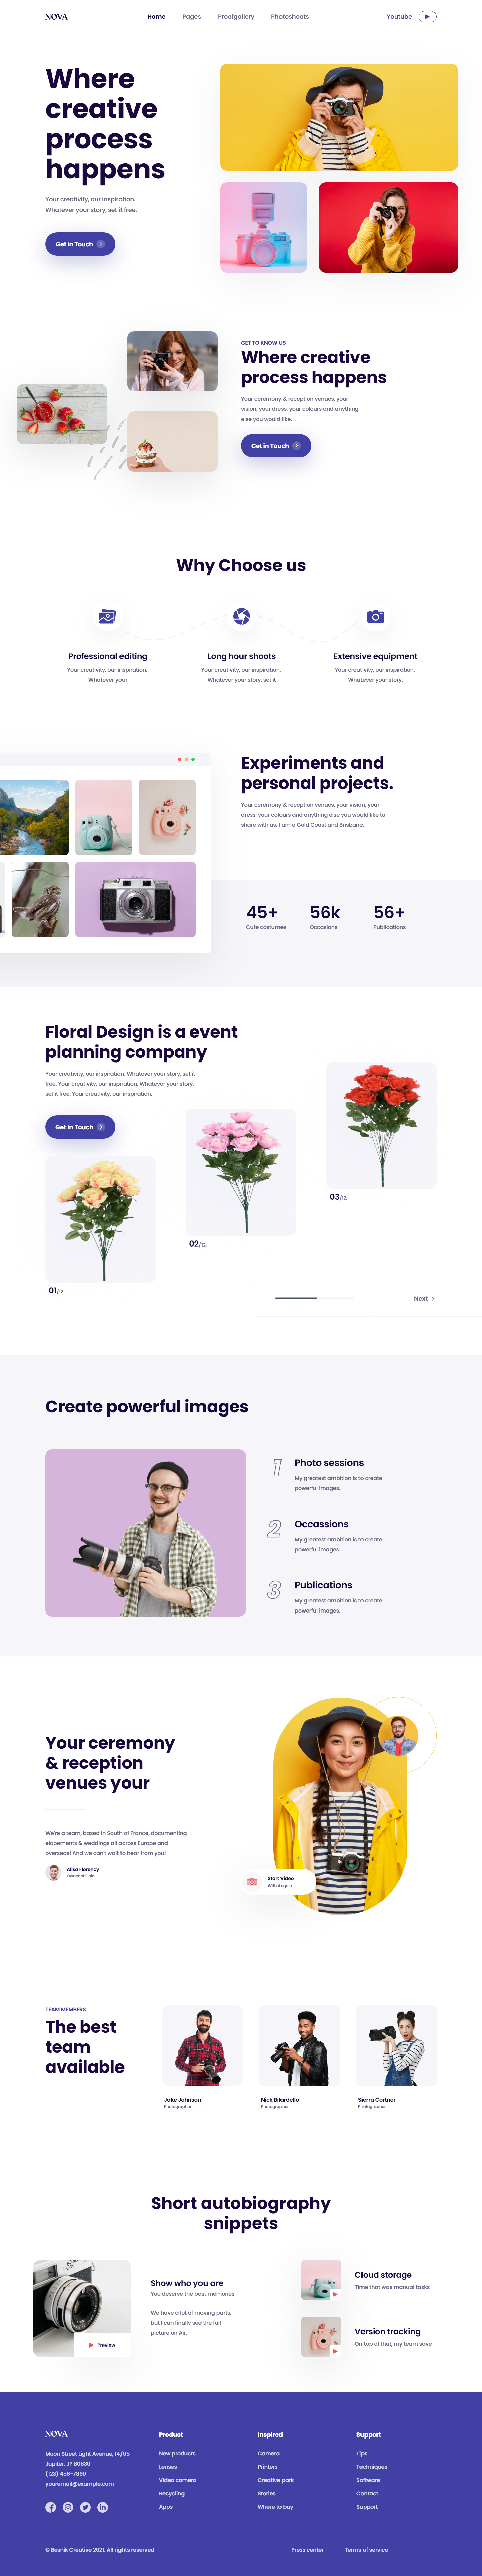 NOVA
Home
Pages
Proofgallery
Photoshoots
Youtube
Where
creative
process
happens
Your creativity, our inspiration.
Whatever your story, set it free.
Get in Touch
GET TO KNOW US
Where creative
process happens
Your ceremony & reception venues, your
vision, your dress, your colours and anything
else you would like.
Get in Touch
Why Choose us
Professional editing
Your creativity, our inspiration.
Whatever your
Long hour shoots
Your creativity, our inspiration.
Whatever your story, set it
Extensive equipment
Your creativity, our inspiration.
Whatever your story.
Experiments and
personal projects.
Your ceremony & reception venues, your vision, your
dress, your colours and anything else you would like to
share with us. I am a Gold Coast and Brisbane.
45+
Cute costumes
56k
Occasions
56+
Publications
Floral Design is a event
planning company
Your creativity, our inspiration. Whatever your story, set it
free. Your creativity, our inspiration. Whatever your story,
set it free. Your creativity, our inspiration.
Get in Touch
03/12.
02/12.
01/12.
Next
Create powerful images
1
Photo sessions
My greatest ambition is to create
powerful images.
2
Occassions
My greatest ambition is to create
powerful images.
3
Publications
My greatest ambition is to create
powerful images.
Your ceremony
& reception
venues your
We're a team, based in South of France, documenting
elopements & weddings all across Europe and
overseas! And we can't wait to hear from you!
Alisa Florency
Owner of Creo
Start Video
With Angela
TEAM MEMBERS
The best
team
available
Jake Johnson
Photographer
Nick Bilardello
Photographer
Sierra Cortner
Photographer
Short autobiography
snippets
Preview
Show who you are
You deserve the best memories
We have a lot of moving parts,
but I can finally see the full
picture on Air.
Cloud storage
Time that was manual tasks
Version tracking
On top of that, my team save
NOVA
Moon Street Light Avenue, 14/05
Jupiter, JP 80630
(123) 456-7890
youremail@example.com
Product
New products
Lenses
Video camera
Recycling
Apps
Inspired
Camera
Printers
Creative park
Stories
Where to buy
Support
Tips
Techniques
Software
Contact
Support
© Besnik Creative 2021. All rights reserved
Press center
Terms of service